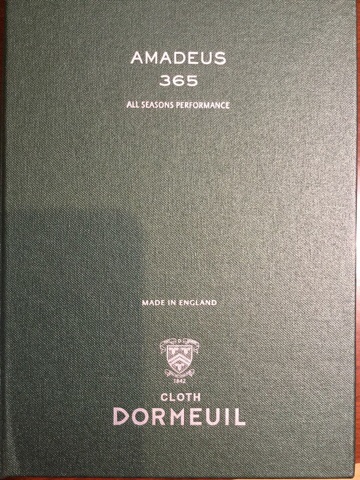 AMADEUS
365
ALL SEASONS PERFORMANCE
MADE IN ENGLAND
D
1842
CLOTH
DORMEUIL